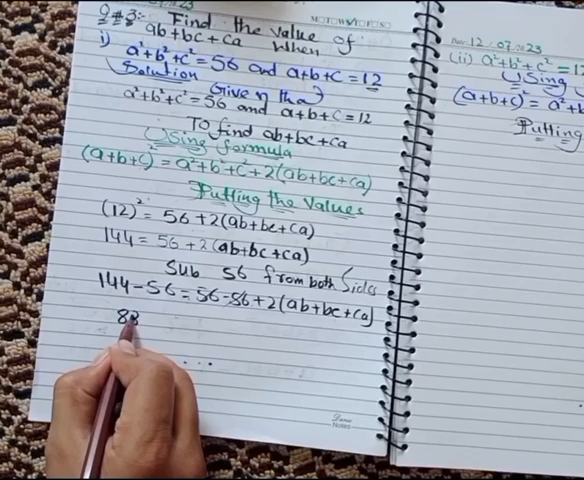 Q#3:- Find the value of
ab+bc+ca when
i) a²+b²+c²=56 and a+b+c=12
Solution Given tha
a²+b²+c²=56 and a+b+c=12
To find ab+bc+ca
Using formula
(a+b+c)²=a²+b²+c²+2(ab+bc+ca)
Putting the Values
(12)²=56+2(ab+bc+ca)
144=56+2(ab+bc+ca)
Sub 56 from both Sides
144-56=56-56+2(ab+bc+ca)
88
Dear
NOTES
12.07.
(ii) a²+b²+c²=1
Using
(a+b+c)²=a²+b
Putting